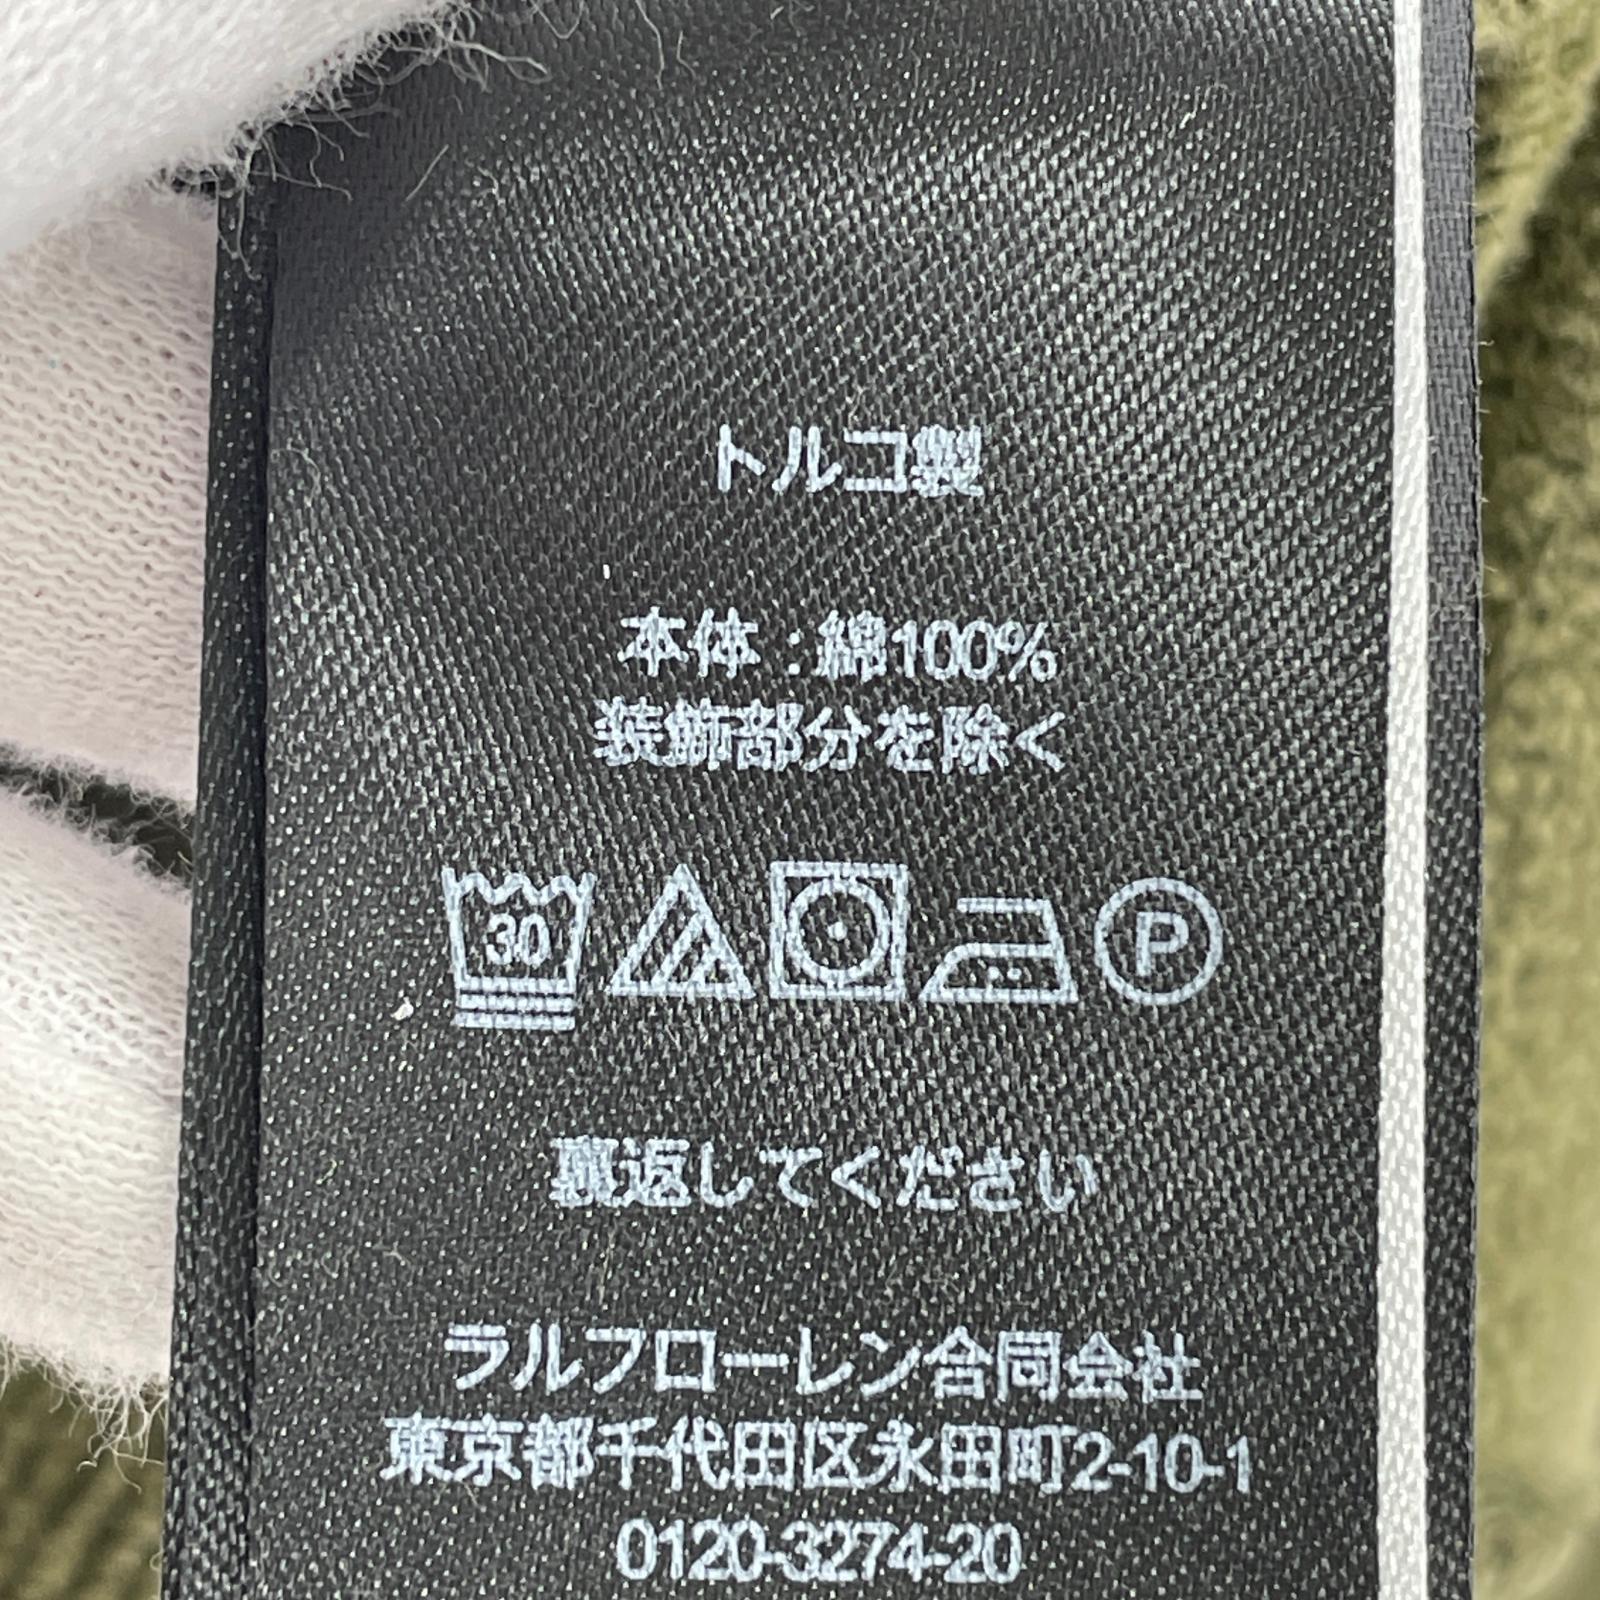 トルコ製
本体 : 綿100%
装飾部分を除く
30 P
裏返してください
ラルフローレン合同会社
東京都千代田区永田町2-10-1
0120-3274-20